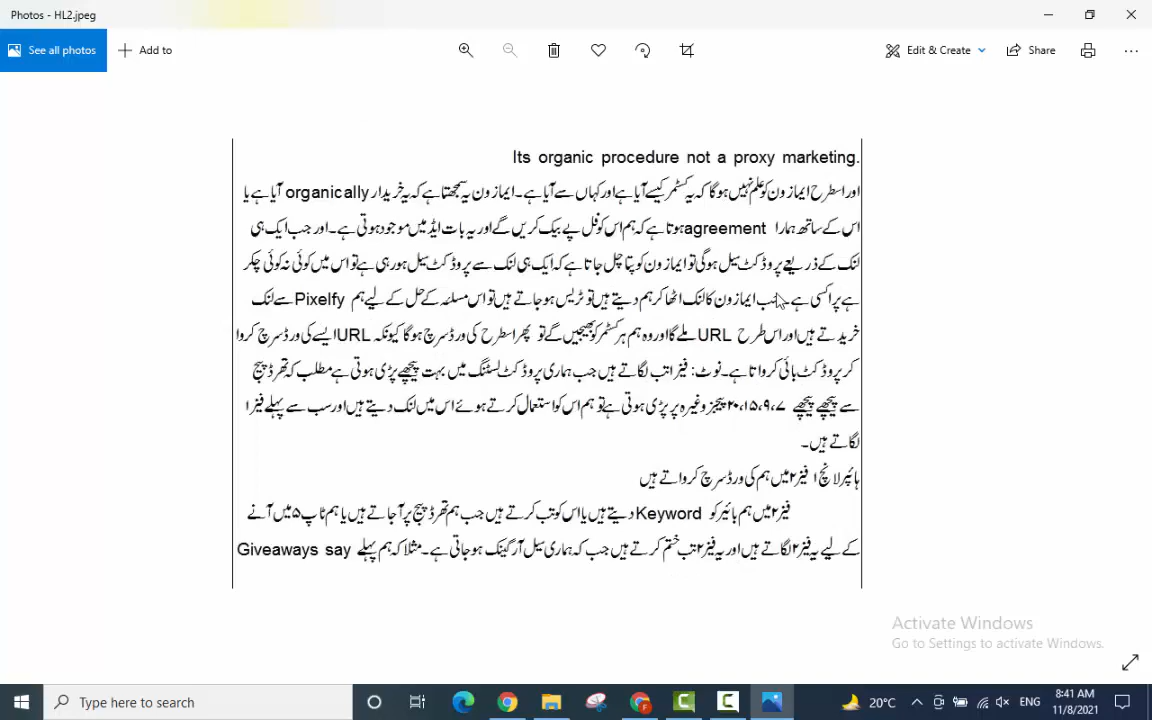 Photos - HL2.jpeg
See all photos
Add to
Edit & Create
Share
Its organic procedure not a proxy marketing.
اور اسطرح ایمازون کو علم نہیں ہوگا کہ یہ کسٹمر کیسے آیا ہے اور کہاں سے آیا ہے۔ ایمازون یہ سمجھتا ہے کہ یہ خریدار organically آیا ہے یا
اس کے ساتھ ہمارا agreement ہوتا ہے کہ ہم اس کو فل پے بیک کریں گے اور یہ بات ایڈ میں موجود ہوتی ہے۔ اور جب ایک ہی
لنک کے ذریعے پروڈکٹ سیل ہوگی تو ایمازون کو پتا چل جاتا ہے کہ ایک ہی لنک سے پروڈکٹ سیل ہو رہی ہے تو اس میں کوئی نہ کوئی چکر
ہے پراکسی ہے جب ایمازون کا لنک اٹھا کر ہم دیتے ہیں تو ٹریس ہو جاتے ہیں تو اس مسئلہ کے حل کے لیے ہم Pixelfy سے لنک
خریدتے ہیں اور اس طرح URL ملے گا اور وہ ہم ہر کسٹمر کو بھیجیں گے تو پھر اسطرح کی ورڈ سرچ ہوگا کیونکہ URL ایسے کی ورڈ سرچ کروا
کر پروڈکٹ بائی کرواتا ہے۔ نوٹ: فیز۱ تب لگاتے ہیں جب ہماری پروڈکٹ لسٹنگ میں بہت پیچھے پڑی ہوتی ہے مطلب کہ تھرڈ پیج
سے پیچھے پیچھے ۷،۹،۱۵،۲۰ پیجز وغیرہ پر پڑی ہوتی ہے تو ہم اس کو استعمال کرتے ہوئے اس میں لنک دیتے ہیں اور سب سے پہلے فیز۱
لگاتے ہیں۔
ہائپر لانچ ۱ فیز۲ میں ہم کی ورڈ سرچ کرواتے ہیں
فیز۲ میں ہم بائیر کو Keyword دیتے ہیں یا اس کو تب کرتے ہیں جب ہم تھرڈ پیج پر آجاتے ہیں یا ہم ٹاپ ۵ میں آنے
کے لیے یہ فیز۲ لگاتے ہیں اور یہ فیز۲ تب ختم کرتے ہیں جب کہ ہماری سیل آرگینک ہو جاتی ہے۔ مثلا کہ ہم پہلے Giveaways say
Activate Windows
Go to Settings to activate Windows.
Type here to search
20°C
ENG
8:41 AM
11/8/2021